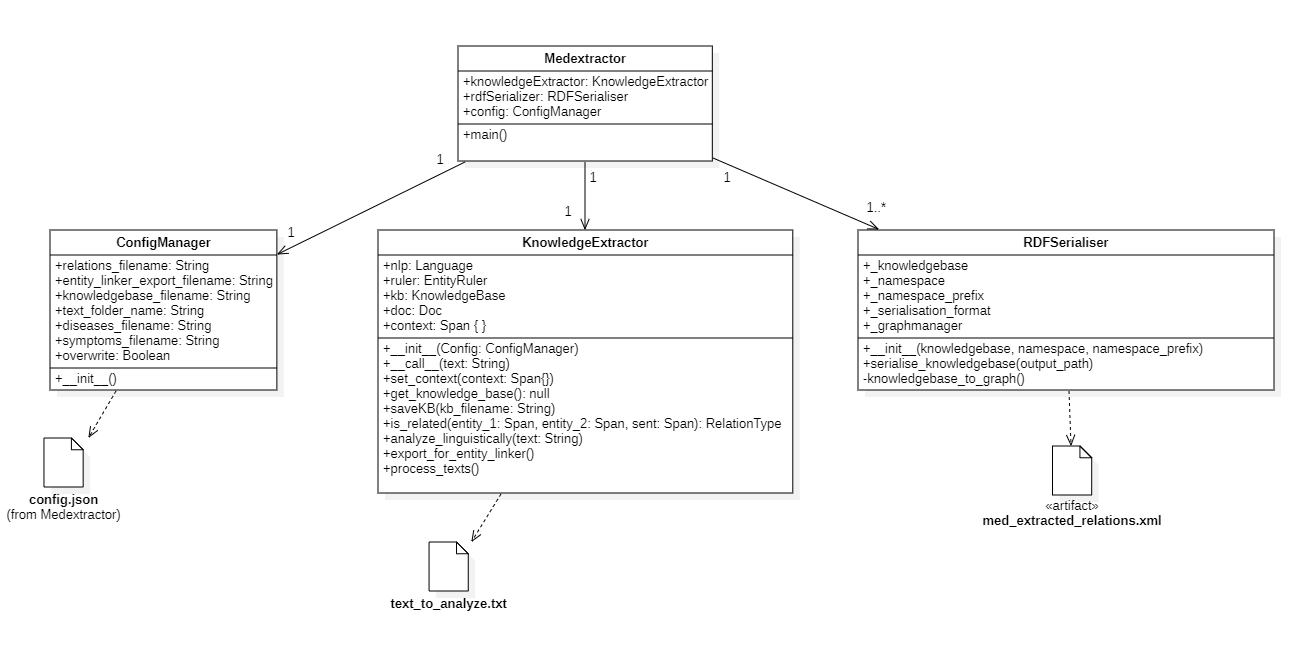 Medextractor
+knowledgeExtractor: KnowledgeExtractor
+rdfSerializer: RDFSerialiser
+config: ConfigManager
+main()
1
1
1
1
1
1..*
ConfigManager
+relations_filename: String
+entity_linker_export_filename: String
+knowledgebase_filename: String
+text_folder_name: String
+diseases_filename: String
+symptoms_filename: String
+overwrite: Boolean
+__init__()
KnowledgeExtractor
+nlp: Language
+ruler: EntityRuler
+kb: KnowledgeBase
+doc: Doc
+context: Span { }
+__init__(Config: ConfigManager)
+__call__(text: String)
+set_context(context: Span{})
+get_knowledge_base(): null
+saveKB(kb_filename: String)
+is_related(entity_1: Span, entity_2: Span, sent: Span): RelationType
+analyze_linguistically(text: String)
+export_for_entity_linker()
+process_texts()
RDFSerialiser
+_knowledgebase
+_namespace
+_namespace_prefix
+_serialisation_format
+_graphmanager
+__init__(knowledgebase, namespace, namespace_prefix)
+serialise_knowledgebase(output_path)
-knowledgebase_to_graph()
config.json
(from Medextractor)
text_to_analyze.txt
«artifact»
med_extracted_relations.xml